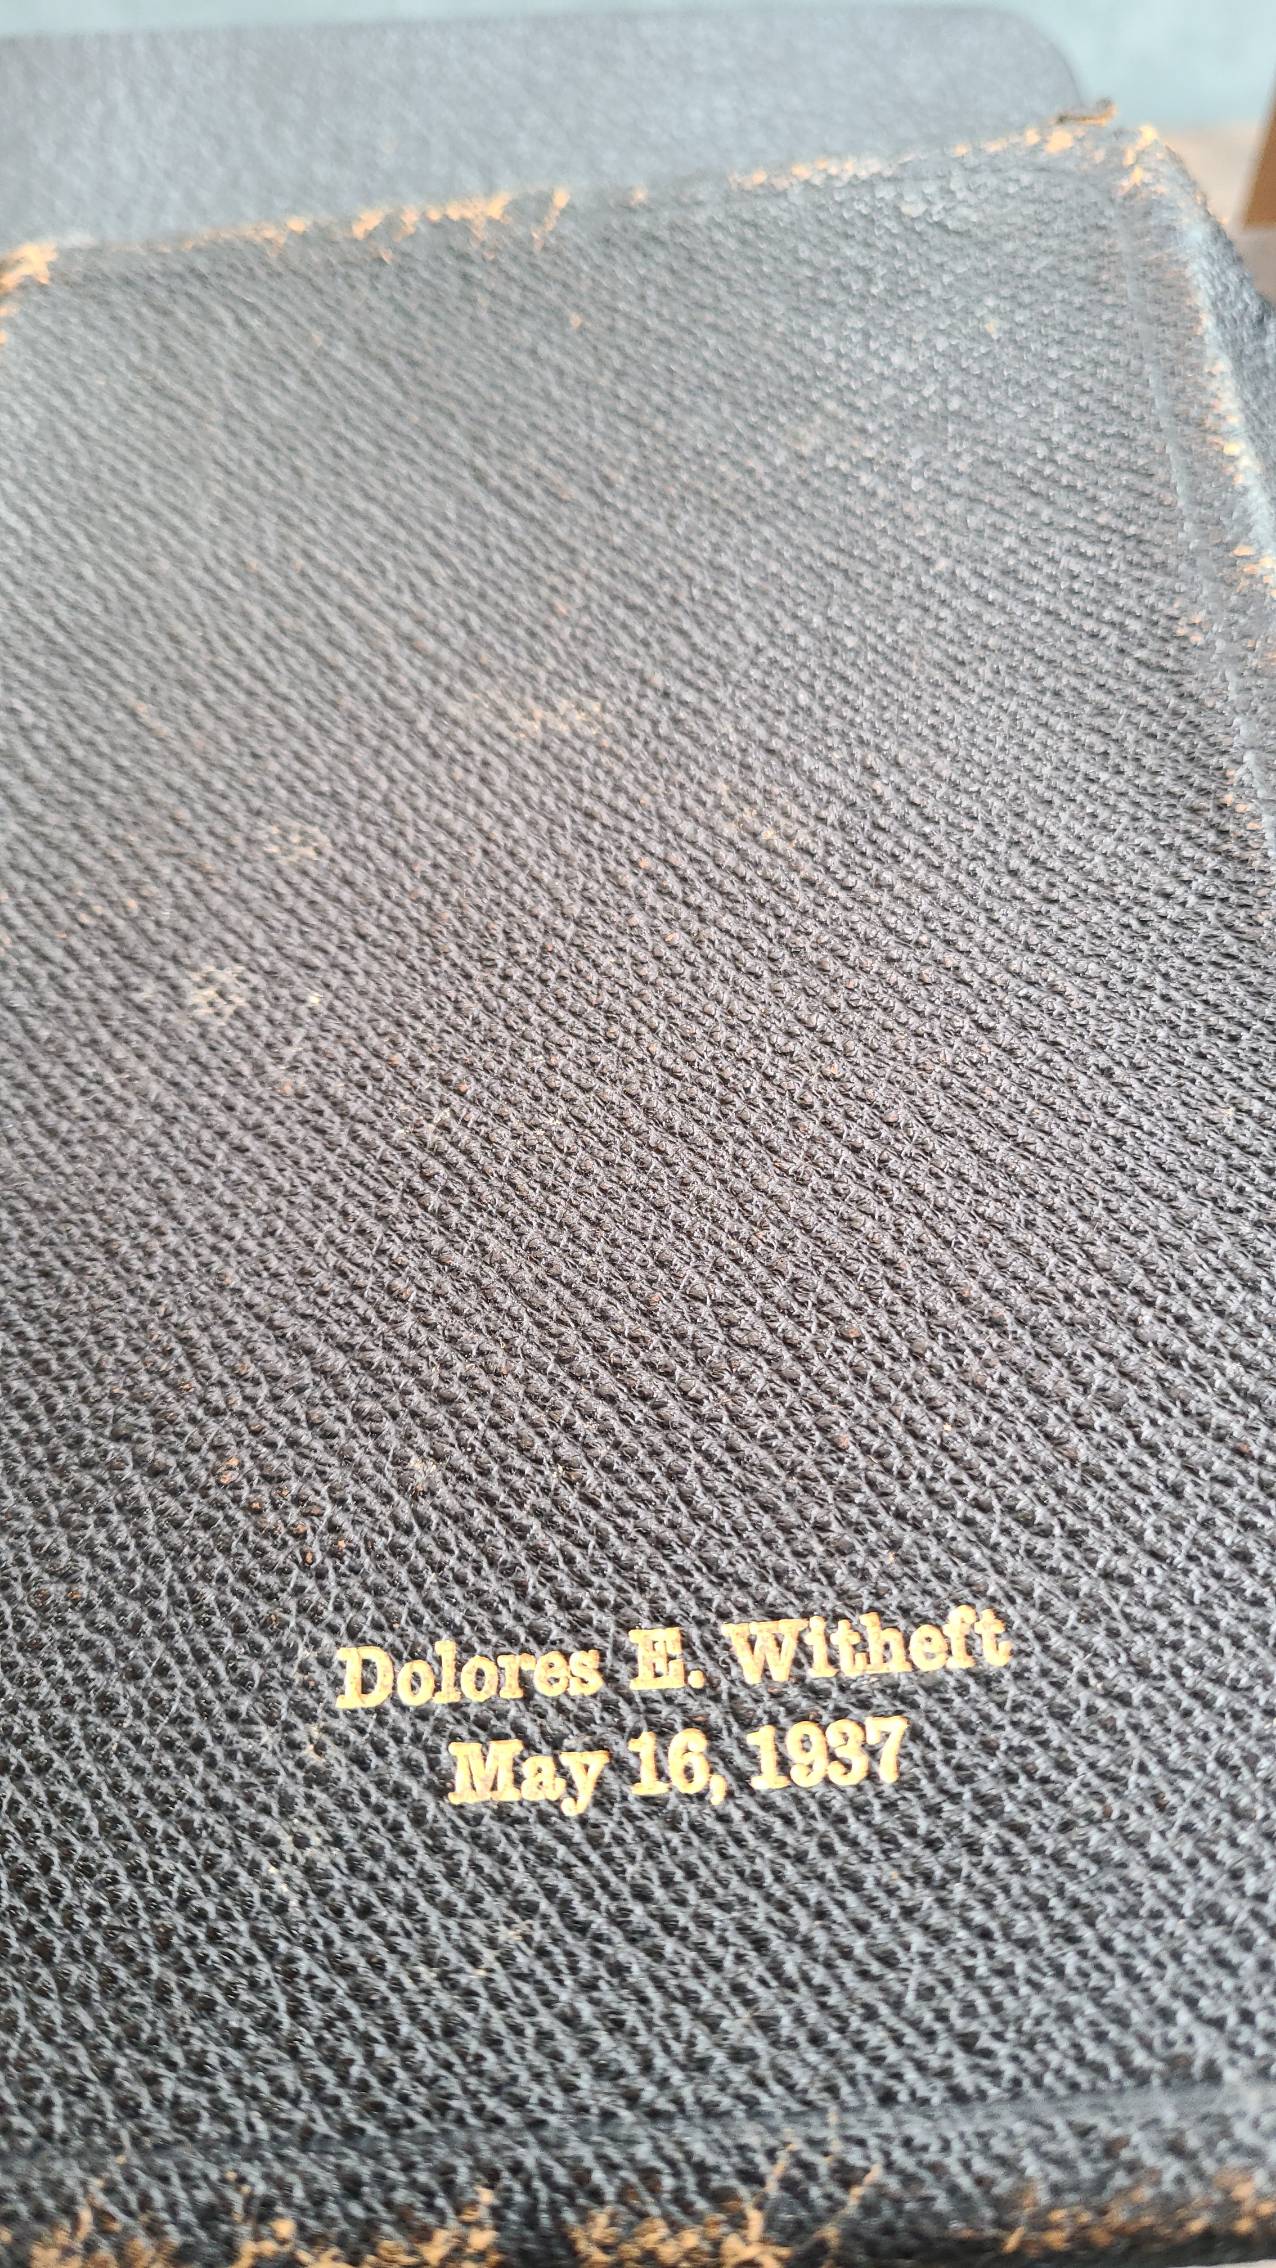 Dolores E. Witheft
May 16, 1937